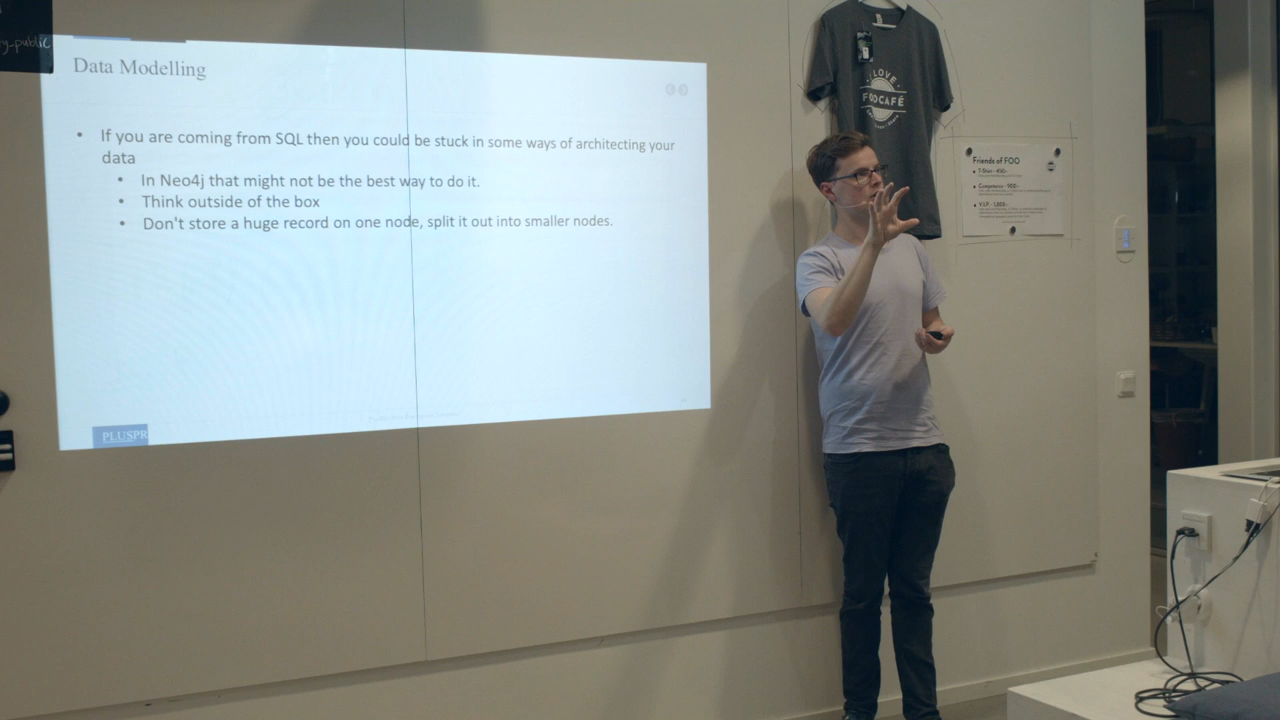 y_public
Data Modelling
• If you are coming from SQL then you could be stuck in some ways of architecting your
data
• In Neo4j that might not be the best way to do it.
• Think outside of the box
• Don't store a huge record on one node, split it out into smaller nodes.
PLUSPR
I LOVE
FOOCAFÉ
Friends of FOO